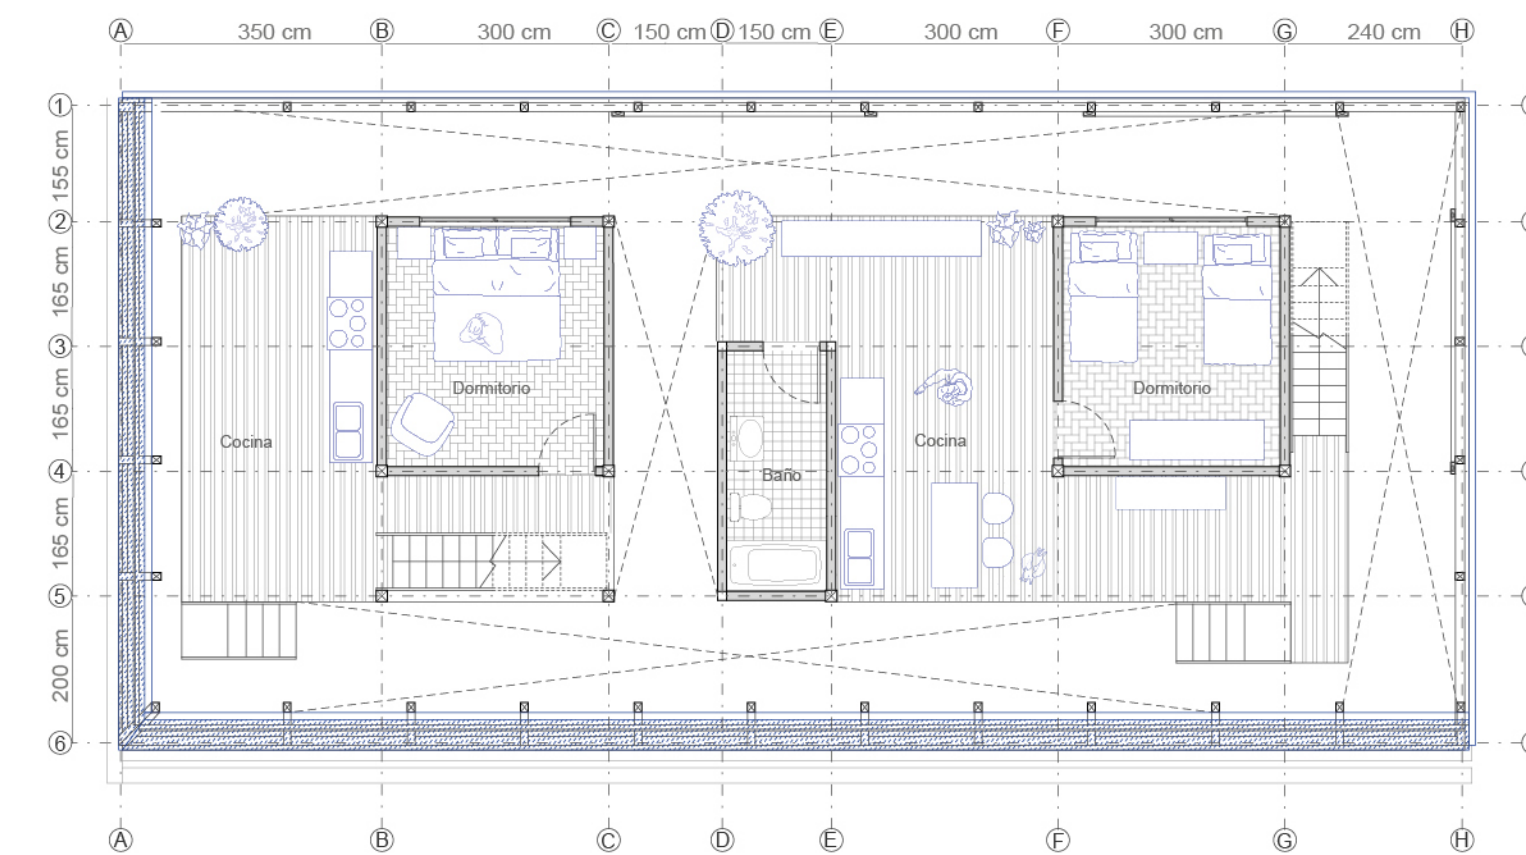 A B C D E F G H
350 cm 300 cm 150 cm 150 cm 300 cm 300 cm 240 cm
1
155 cm
2
165 cm
3
165 cm
4
165 cm
5
200 cm
6
Dormitorio
Dormitorio
Cocina
Cocina
Baño
A B C D E F G H